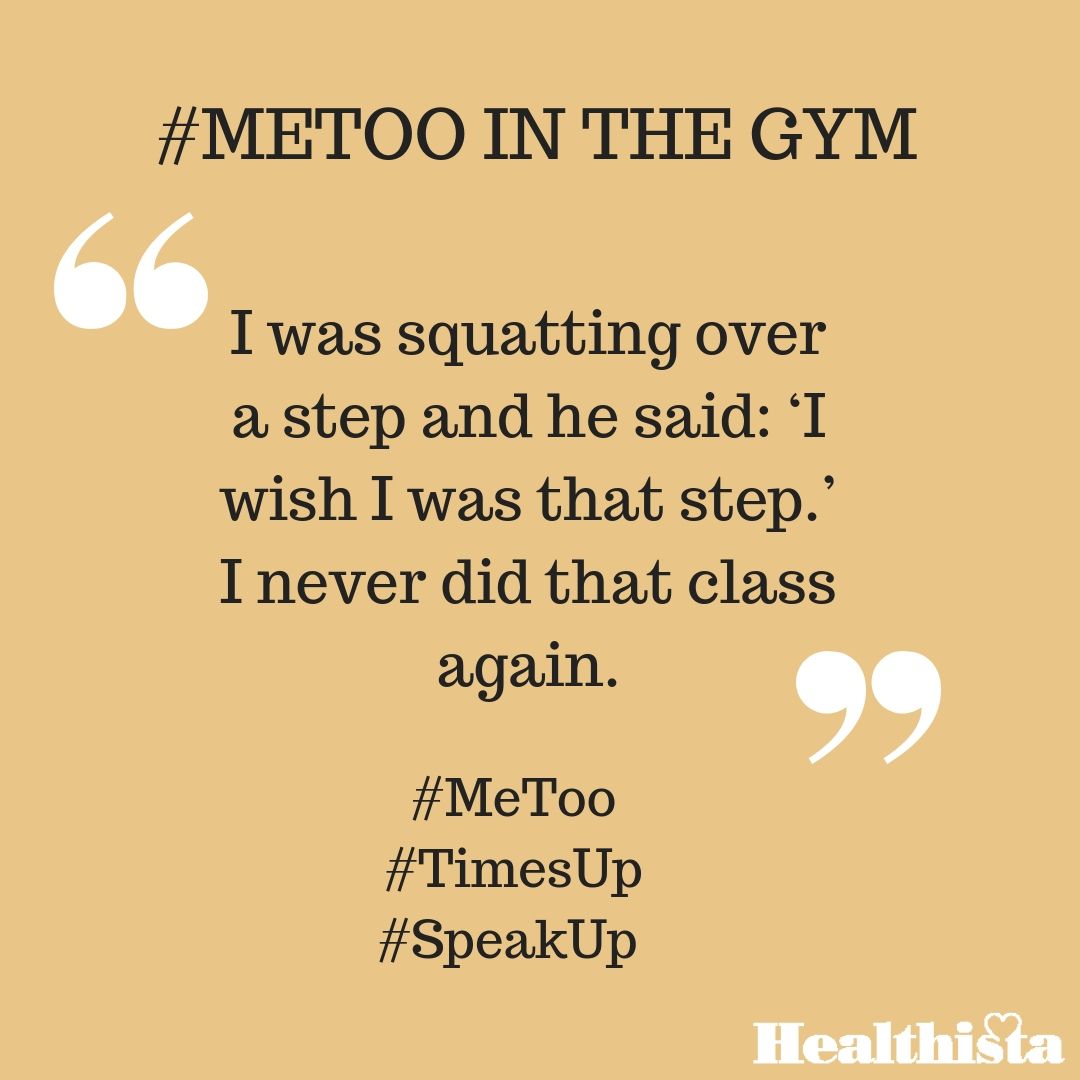 #METOO IN THE GYM
“
I was squatting over
a step and he said: ‘I
wish I was that step.’
I never did that class
again.
”
#MeToo
#TimesUp
#SpeakUp
Healthista